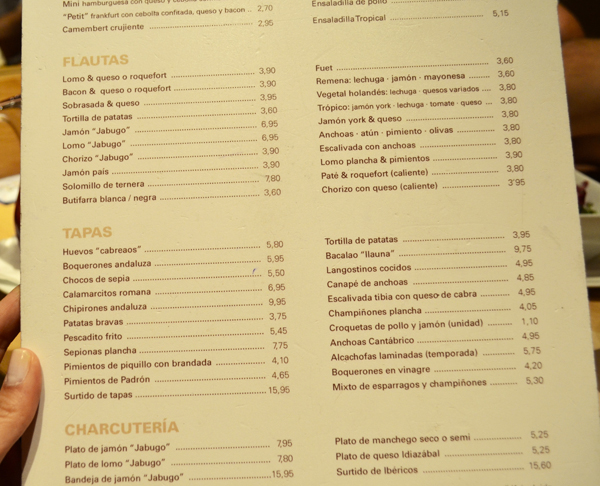 Mini hamburguesa con queso y
"Petit" frankfurt con cebolla confitada, queso y bacon .. 2,70
Camembert crujiente 2,95
Ensaladilla de pollo
Ensaladilla Tropical 5,15
FLAUTAS
Lomo & queso o roquefort 3,90
Bacon & queso o roquefort 3,90
Sobrasada & queso 3,95
Tortilla de patatas 3,60
Jamón "Jabugo" 6,95
Lomo "Jabugo" 6,95
Chorizo "Jabugo" 3,90
Jamón país 3,90
Solomillo de ternera 7,80
Butifarra blanca / negra 3,60
Fuet 3,60
Remena: lechuga · jamón · mayonesa 3,60
Vegetal holandés: lechuga · quesos variados 3,80
Trópico: jamón york · lechuga · tomate · queso 3,80
Jamón york & queso 3,80
Anchoas · atún · pimiento · olivas 3,80
Escalivada con anchoas 3,80
Lomo plancha & pimientos 3,90
Paté & roquefort (caliente) 3,80
Chorizo con queso (caliente) 3'95
TAPAS
Huevos "cabreaos" 5,80
Boquerones andaluza 5,95
Chocos de sepia 5,50
Calamarcitos romana 6,95
Chipirones andaluza 9,95
Patatas bravas 3,75
Pescadito frito 5,45
Sepionas plancha 7,75
Pimientos de piquillo con brandada 4,10
Pimientos de Padrón 4,65
Surtido de tapas 15,95
Tortilla de patatas 3,95
Bacalao "llauna" 9,75
Langostinos cocidos 4,95
Canapé de anchoas 4,85
Escalivada tibia con queso de cabra 4,95
Champiñones plancha 4,05
Croquetas de pollo y jamón (unidad) 1,10
Anchoas Cantábrico 4,95
Alcachofas laminadas (temporada) 5,75
Boquerones en vinagre 4,20
Mixto de esparragos y champiñones 5,30
CHARCUTERÍA
Plato de jamón "Jabugo" 7,95
Plato de lomo "Jabugo" 7,80
Bandeja de jamón "Jabugo" 15,95
Plato de manchego seco o semi 5,25
Plato de queso Idiazábal 5,25
Surtido de Ibéricos 15,60